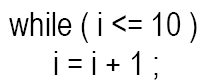 while ( i <= 10 )
i = i + 1 ;